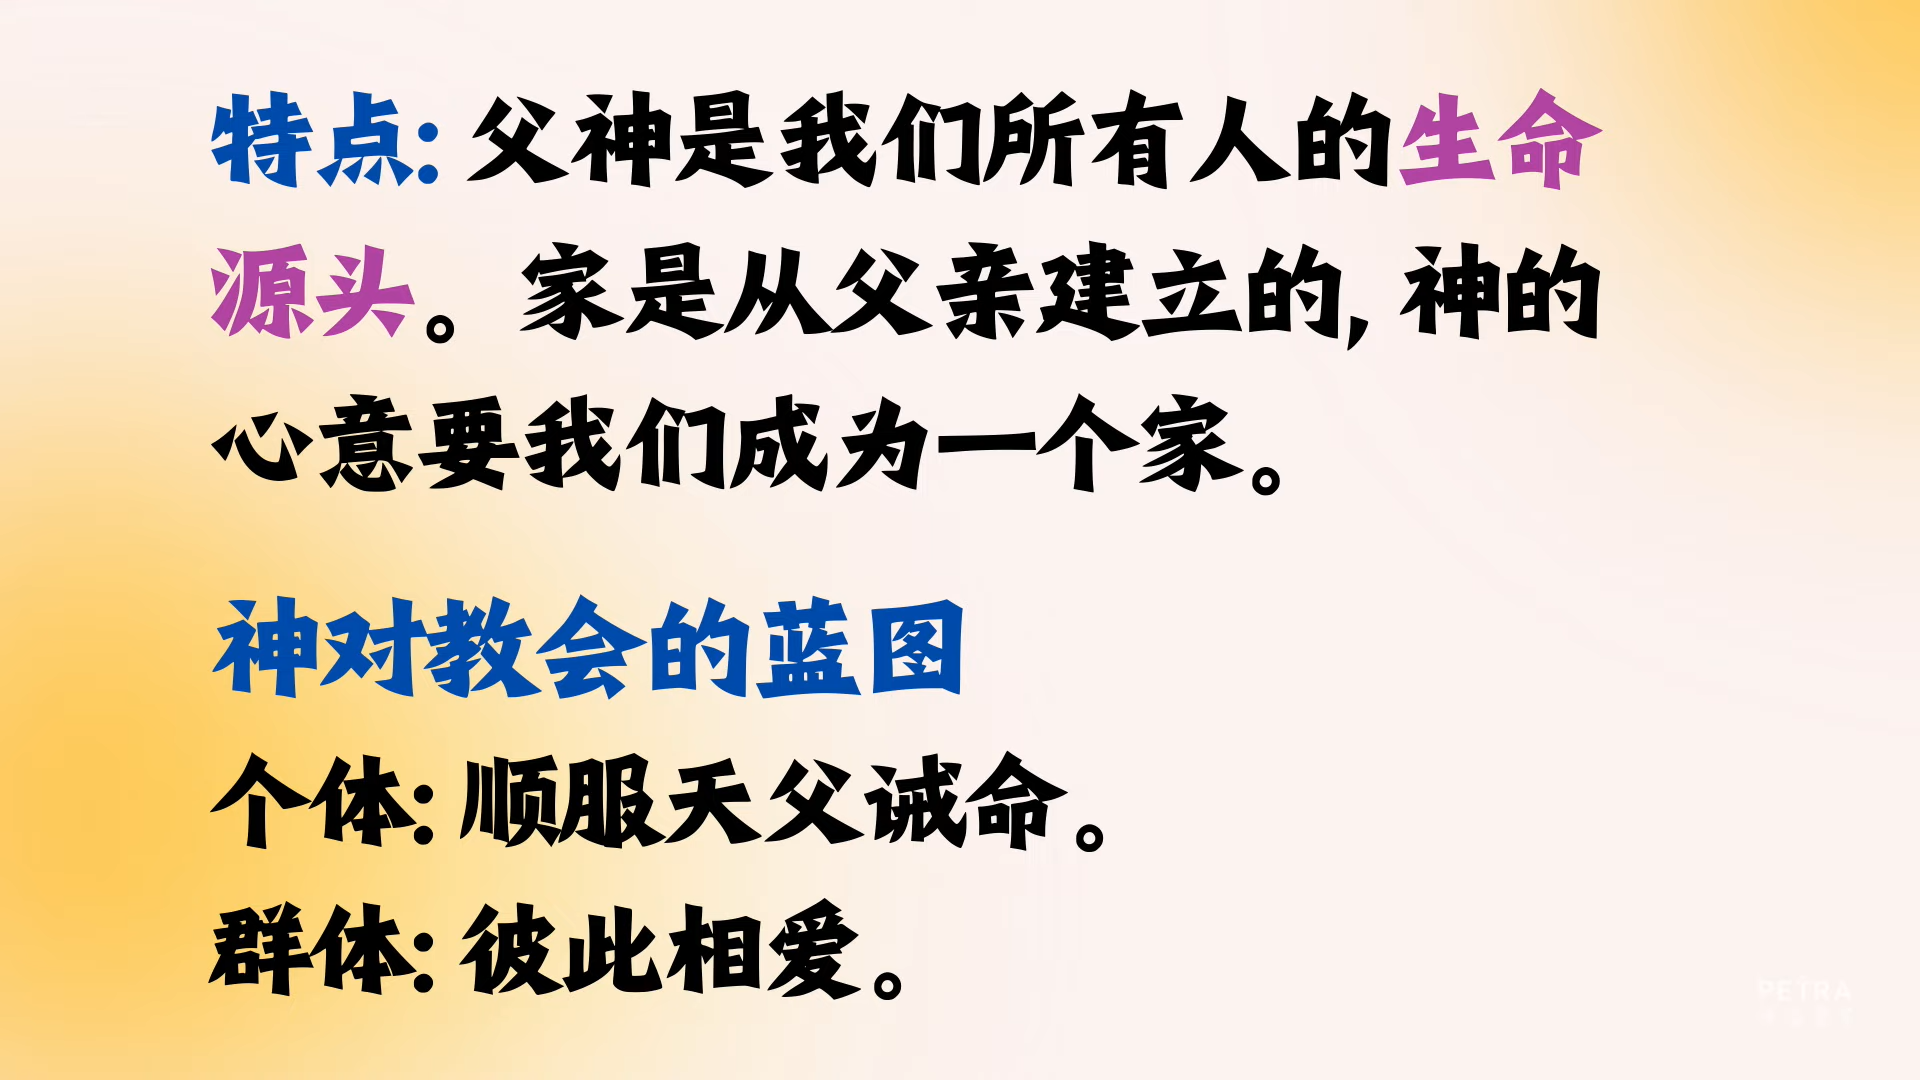 特点: 父神是我们所有人的生命
源头。家是从父亲建立的, 神的
心意要我们成为一个家。
神对教会的蓝图
个体: 顺服天父诫命。
群体: 彼此相爱。
PETRA